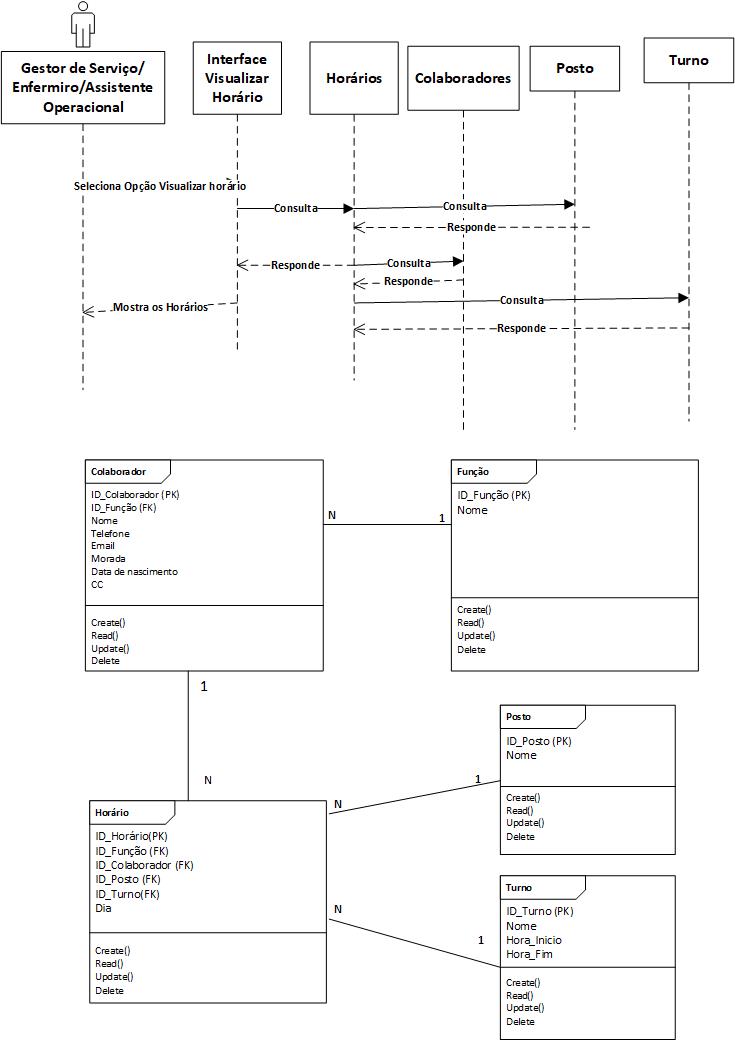 Gestor de Serviço/
Enfermiro/Assistente
Operacional
Interface
Visualizar
Horário
Horários
Colaboradores
Posto
Turno
Seleciona Opção Visualizar horário
Consulta
Consulta
Responde
Responde
Consulta
Responde
Mostra os Horários
Consulta
Responde
Colaborador
ID_Colaborador (PK)
ID_Função (FK)
Nome
Telefone
Email
Morada
Data de nascimento
CC
Create()
Read()
Update()
Delete
N
1
Função
ID_Função (PK)
Nome
Create()
Read()
Update()
Delete
1
N
Horário
ID_Horário(PK)
ID_Função (FK)
ID_Colaborador (FK)
ID_Posto (FK)
ID_Turno(FK)
Dia
Create()
Read()
Update()
Delete
N
1
Posto
ID_Posto (PK)
Nome
Create()
Read()
Update()
Delete
N
1
Turno
ID_Turno (PK)
Nome
Hora_Inicio
Hora_Fim
Create()
Read()
Update()
Delete